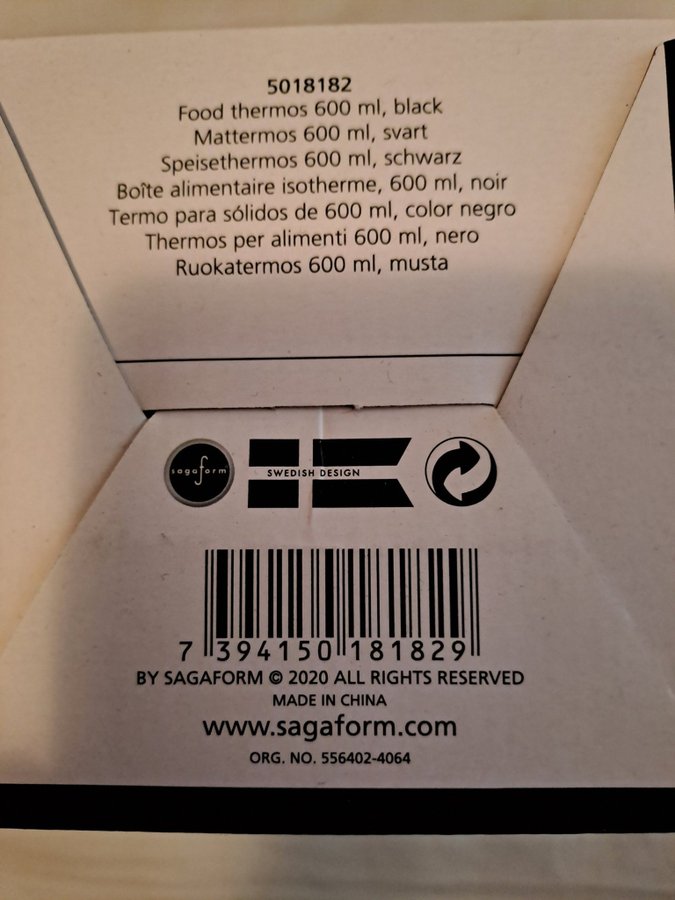 5018182
Food thermos 600 ml, black
Mattermos 600 ml, svart
Speisethermos 600 ml, schwarz
Boîte alimentaire isotherme, 600 ml, noir
Termo para sólidos de 600 ml, color negro
Thermos per alimenti 600 ml, nero
Ruokatermos 600 ml, musta
sagaform
SWEDISH DESIGN
7 394150 181829
BY SAGAFORM © 2020 ALL RIGHTS RESERVED
MADE IN CHINA
www.sagaform.com
ORG. NO. 556402-4064